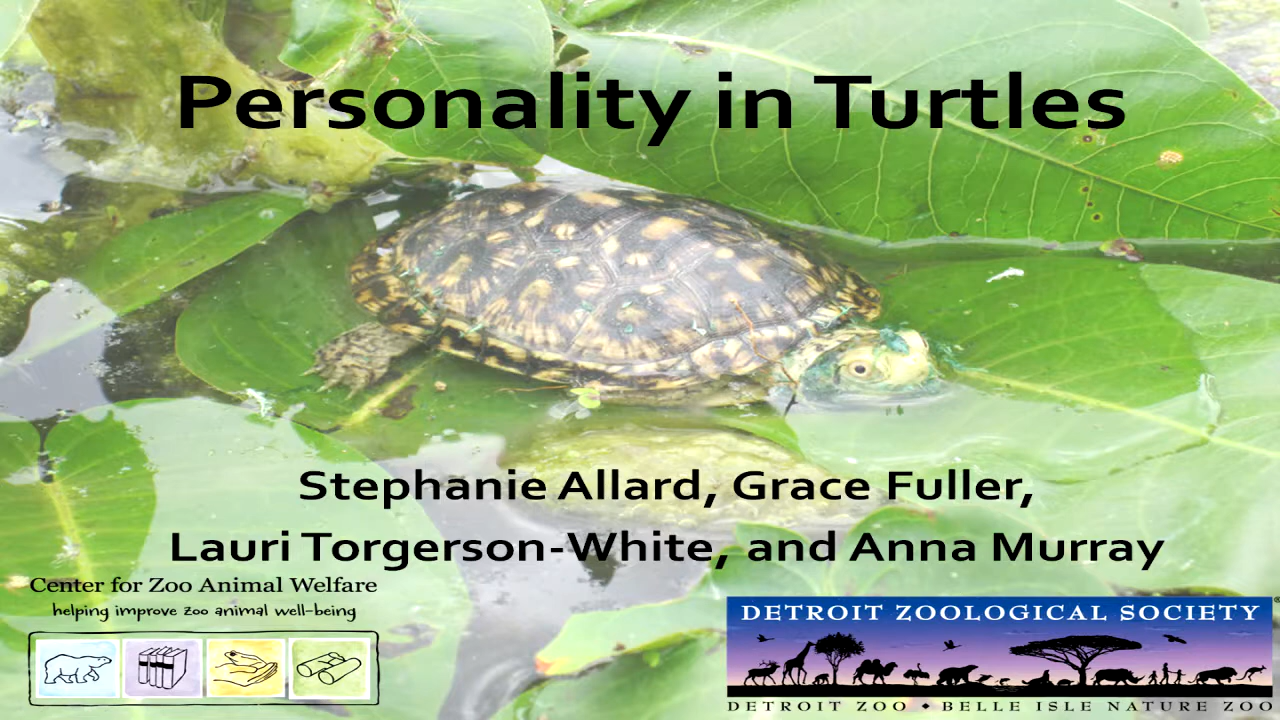 Personality in Turtles
Stephanie Allard, Grace Fuller,
Lauri Torgerson-White, and Anna Murray
Center for Zoo Animal Welfare
helping improve zoo animal well-being
DETROIT ZOOLOGICAL SOCIETY®
DETROIT ZOO • BELLE ISLE NATURE ZOO